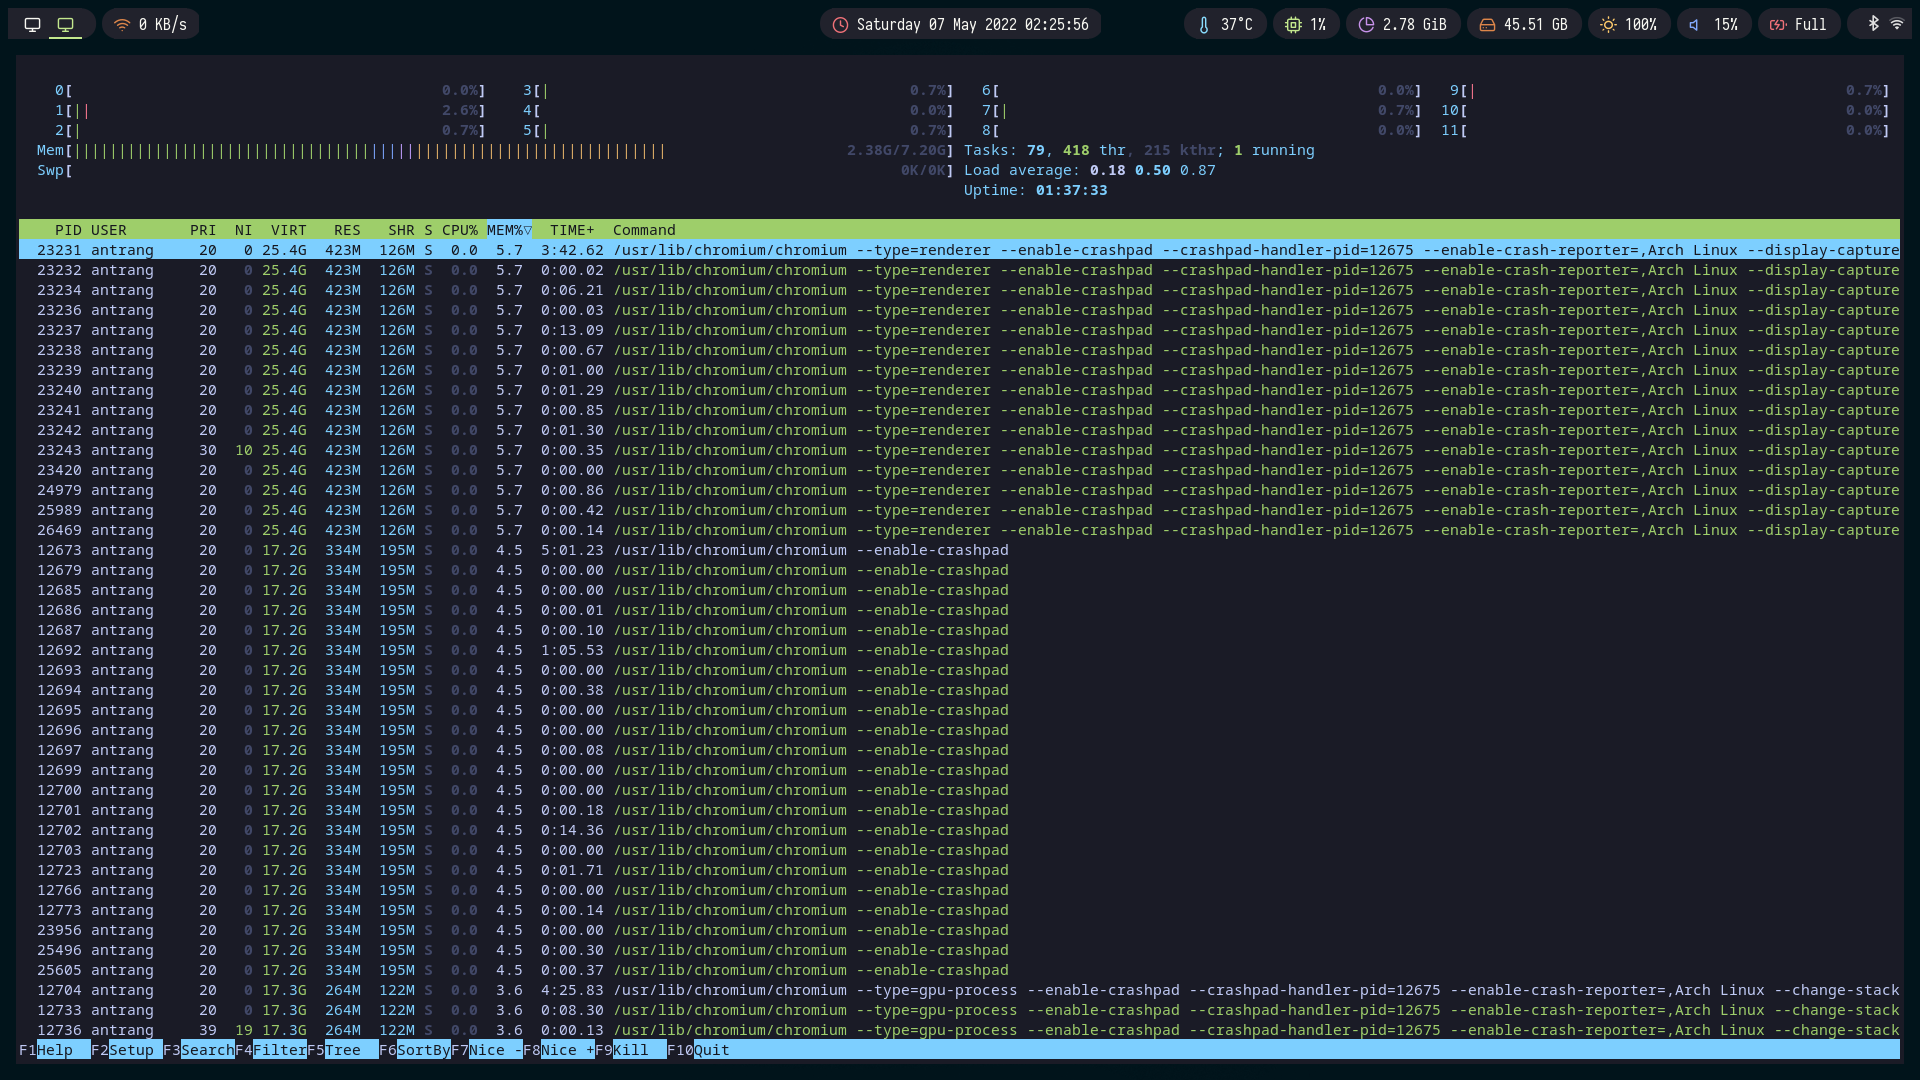 0 KB/s Saturday 07 May 2022 02:25:56 37°C 1% 2.78 GiB 45.51 GB 100% 15% Full
0[ 0.0%] 3[| 0.7%] 6[ 0.0%] 9[| 0.7%]
1[|| 2.6%] 4[ 0.0%] 7[| 0.7%] 10[ 0.0%]
2[| 0.7%] 5[| 0.7%] 8[ 0.0%] 11[ 0.0%]
Mem[|||||||||||||||||||||||||||||||||||||||||||||||||||||||||||||||||| 2.38G/7.20G] Tasks: 79, 418 thr, 215 kthr; 1 running
Swp[ 0K/0K] Load average: 0.18 0.50 0.87
Uptime: 01:37:33
PID USER PRI NI VIRT RES SHR S CPU% MEM%▽ TIME+ Command
23231 antrang 20 0 25.4G 423M 126M S 0.0 5.7 3:42.62 /usr/lib/chromium/chromium --type=renderer --enable-crashpad --crashpad-handler-pid=12675 --enable-crash-reporter=,Arch Linux --display-capture
23232 antrang 20 0 25.4G 423M 126M S 0.0 5.7 0:00.02 /usr/lib/chromium/chromium --type=renderer --enable-crashpad --crashpad-handler-pid=12675 --enable-crash-reporter=,Arch Linux --display-capture
23234 antrang 20 0 25.4G 423M 126M S 0.0 5.7 0:06.21 /usr/lib/chromium/chromium --type=renderer --enable-crashpad --crashpad-handler-pid=12675 --enable-crash-reporter=,Arch Linux --display-capture
23236 antrang 20 0 25.4G 423M 126M S 0.0 5.7 0:00.03 /usr/lib/chromium/chromium --type=renderer --enable-crashpad --crashpad-handler-pid=12675 --enable-crash-reporter=,Arch Linux --display-capture
23237 antrang 20 0 25.4G 423M 126M S 0.0 5.7 0:13.09 /usr/lib/chromium/chromium --type=renderer --enable-crashpad --crashpad-handler-pid=12675 --enable-crash-reporter=,Arch Linux --display-capture
23238 antrang 20 0 25.4G 423M 126M S 0.0 5.7 0:00.67 /usr/lib/chromium/chromium --type=renderer --enable-crashpad --crashpad-handler-pid=12675 --enable-crash-reporter=,Arch Linux --display-capture
23239 antrang 20 0 25.4G 423M 126M S 0.0 5.7 0:01.00 /usr/lib/chromium/chromium --type=renderer --enable-crashpad --crashpad-handler-pid=12675 --enable-crash-reporter=,Arch Linux --display-capture
23240 antrang 20 0 25.4G 423M 126M S 0.0 5.7 0:01.29 /usr/lib/chromium/chromium --type=renderer --enable-crashpad --crashpad-handler-pid=12675 --enable-crash-reporter=,Arch Linux --display-capture
23241 antrang 20 0 25.4G 423M 126M S 0.0 5.7 0:00.85 /usr/lib/chromium/chromium --type=renderer --enable-crashpad --crashpad-handler-pid=12675 --enable-crash-reporter=,Arch Linux --display-capture
23242 antrang 20 0 25.4G 423M 126M S 0.0 5.7 0:01.30 /usr/lib/chromium/chromium --type=renderer --enable-crashpad --crashpad-handler-pid=12675 --enable-crash-reporter=,Arch Linux --display-capture
23243 antrang 30 10 25.4G 423M 126M S 0.0 5.7 0:00.35 /usr/lib/chromium/chromium --type=renderer --enable-crashpad --crashpad-handler-pid=12675 --enable-crash-reporter=,Arch Linux --display-capture
23420 antrang 20 0 25.4G 423M 126M S 0.0 5.7 0:00.00 /usr/lib/chromium/chromium --type=renderer --enable-crashpad --crashpad-handler-pid=12675 --enable-crash-reporter=,Arch Linux --display-capture
24979 antrang 20 0 25.4G 423M 126M S 0.0 5.7 0:00.86 /usr/lib/chromium/chromium --type=renderer --enable-crashpad --crashpad-handler-pid=12675 --enable-crash-reporter=,Arch Linux --display-capture
25989 antrang 20 0 25.4G 423M 126M S 0.0 5.7 0:00.42 /usr/lib/chromium/chromium --type=renderer --enable-crashpad --crashpad-handler-pid=12675 --enable-crash-reporter=,Arch Linux --display-capture
26469 antrang 20 0 25.4G 423M 126M S 0.0 5.7 0:00.14 /usr/lib/chromium/chromium --type=renderer --enable-crashpad --crashpad-handler-pid=12675 --enable-crash-reporter=,Arch Linux --display-capture
12673 antrang 20 0 17.2G 334M 195M S 0.0 4.5 5:01.23 /usr/lib/chromium/chromium --enable-crashpad
12679 antrang 20 0 17.2G 334M 195M S 0.0 4.5 0:00.00 /usr/lib/chromium/chromium --enable-crashpad
12685 antrang 20 0 17.2G 334M 195M S 0.0 4.5 0:00.00 /usr/lib/chromium/chromium --enable-crashpad
12686 antrang 20 0 17.2G 334M 195M S 0.0 4.5 0:00.01 /usr/lib/chromium/chromium --enable-crashpad
12687 antrang 20 0 17.2G 334M 195M S 0.0 4.5 0:00.10 /usr/lib/chromium/chromium --enable-crashpad
12692 antrang 20 0 17.2G 334M 195M S 0.0 4.5 1:05.53 /usr/lib/chromium/chromium --enable-crashpad
12693 antrang 20 0 17.2G 334M 195M S 0.0 4.5 0:00.00 /usr/lib/chromium/chromium --enable-crashpad
12694 antrang 20 0 17.2G 334M 195M S 0.0 4.5 0:00.38 /usr/lib/chromium/chromium --enable-crashpad
12695 antrang 20 0 17.2G 334M 195M S 0.0 4.5 0:00.00 /usr/lib/chromium/chromium --enable-crashpad
12696 antrang 20 0 17.2G 334M 195M S 0.0 4.5 0:00.00 /usr/lib/chromium/chromium --enable-crashpad
12697 antrang 20 0 17.2G 334M 195M S 0.0 4.5 0:00.08 /usr/lib/chromium/chromium --enable-crashpad
12699 antrang 20 0 17.2G 334M 195M S 0.0 4.5 0:00.00 /usr/lib/chromium/chromium --enable-crashpad
12700 antrang 20 0 17.2G 334M 195M S 0.0 4.5 0:00.00 /usr/lib/chromium/chromium --enable-crashpad
12701 antrang 20 0 17.2G 334M 195M S 0.0 4.5 0:00.18 /usr/lib/chromium/chromium --enable-crashpad
12702 antrang 20 0 17.2G 334M 195M S 0.0 4.5 0:14.36 /usr/lib/chromium/chromium --enable-crashpad
12703 antrang 20 0 17.2G 334M 195M S 0.0 4.5 0:00.00 /usr/lib/chromium/chromium --enable-crashpad
12723 antrang 20 0 17.2G 334M 195M S 0.0 4.5 0:01.71 /usr/lib/chromium/chromium --enable-crashpad
12766 antrang 20 0 17.2G 334M 195M S 0.0 4.5 0:00.00 /usr/lib/chromium/chromium --enable-crashpad
12773 antrang 20 0 17.2G 334M 195M S 0.0 4.5 0:00.14 /usr/lib/chromium/chromium --enable-crashpad
23956 antrang 20 0 17.2G 334M 195M S 0.0 4.5 0:00.00 /usr/lib/chromium/chromium --enable-crashpad
25496 antrang 20 0 17.2G 334M 195M S 0.0 4.5 0:00.30 /usr/lib/chromium/chromium --enable-crashpad
25605 antrang 20 0 17.2G 334M 195M S 0.0 4.5 0:00.37 /usr/lib/chromium/chromium --enable-crashpad
12704 antrang 20 0 17.3G 264M 122M S 0.0 3.6 4:25.83 /usr/lib/chromium/chromium --type=gpu-process --enable-crashpad --crashpad-handler-pid=12675 --enable-crash-reporter=,Arch Linux --change-stack
12733 antrang 20 0 17.3G 264M 122M S 0.0 3.6 0:08.30 /usr/lib/chromium/chromium --type=gpu-process --enable-crashpad --crashpad-handler-pid=12675 --enable-crash-reporter=,Arch Linux --change-stack
12736 antrang 39 19 17.3G 264M 122M S 0.0 3.6 0:00.13 /usr/lib/chromium/chromium --type=gpu-process --enable-crashpad --crashpad-handler-pid=12675 --enable-crash-reporter=,Arch Linux --change-stack
F1Help F2Setup F3SearchF4FilterF5Tree F6SortByF7Nice -F8Nice +F9Kill F10Quit